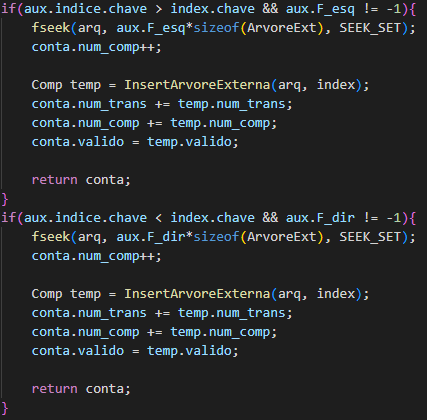 if(aux.indice.chave > index.chave && aux.F_esq != -1){
    fseek(arq, aux.F_esq*sizeof(ArvoreExt), SEEK_SET);
    conta.num_comp++;

    Comp temp = InsertArvoreExterna(arq, index);
    conta.num_trans += temp.num_trans;
    conta.num_comp += temp.num_comp;
    conta.valido = temp.valido;

    return conta;
}
if(aux.indice.chave < index.chave && aux.F_dir != -1){
    fseek(arq, aux.F_dir*sizeof(ArvoreExt), SEEK_SET);
    conta.num_comp++;

    Comp temp = InsertArvoreExterna(arq, index);
    conta.num_trans += temp.num_trans;
    conta.num_comp += temp.num_comp;
    conta.valido = temp.valido;

    return conta;
}